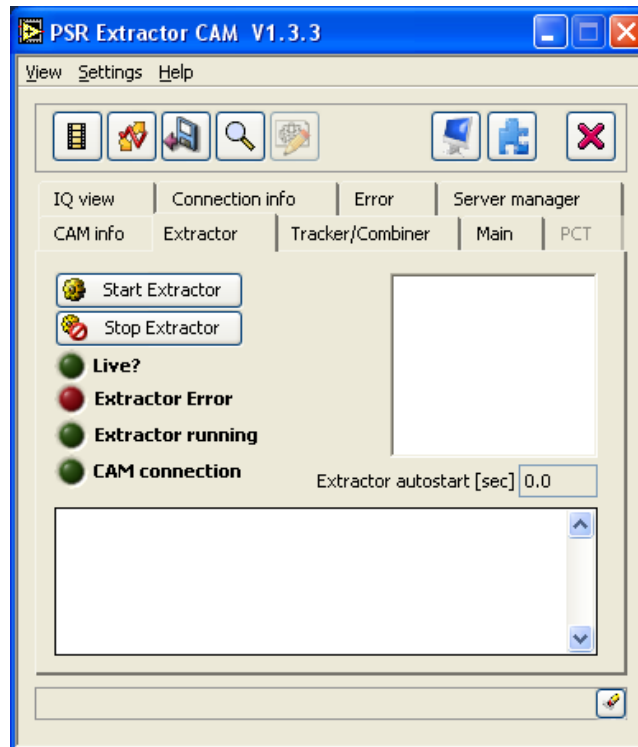 PSR Extractor CAM V1.3.3
View Settings Help
IQ view Connection info Error Server manager
CAM info Extractor Tracker/Combiner Main PCT
Start Extractor
Stop Extractor
Live?
Extractor Error
Extractor running
CAM connection
Extractor autostart [sec] 0.0